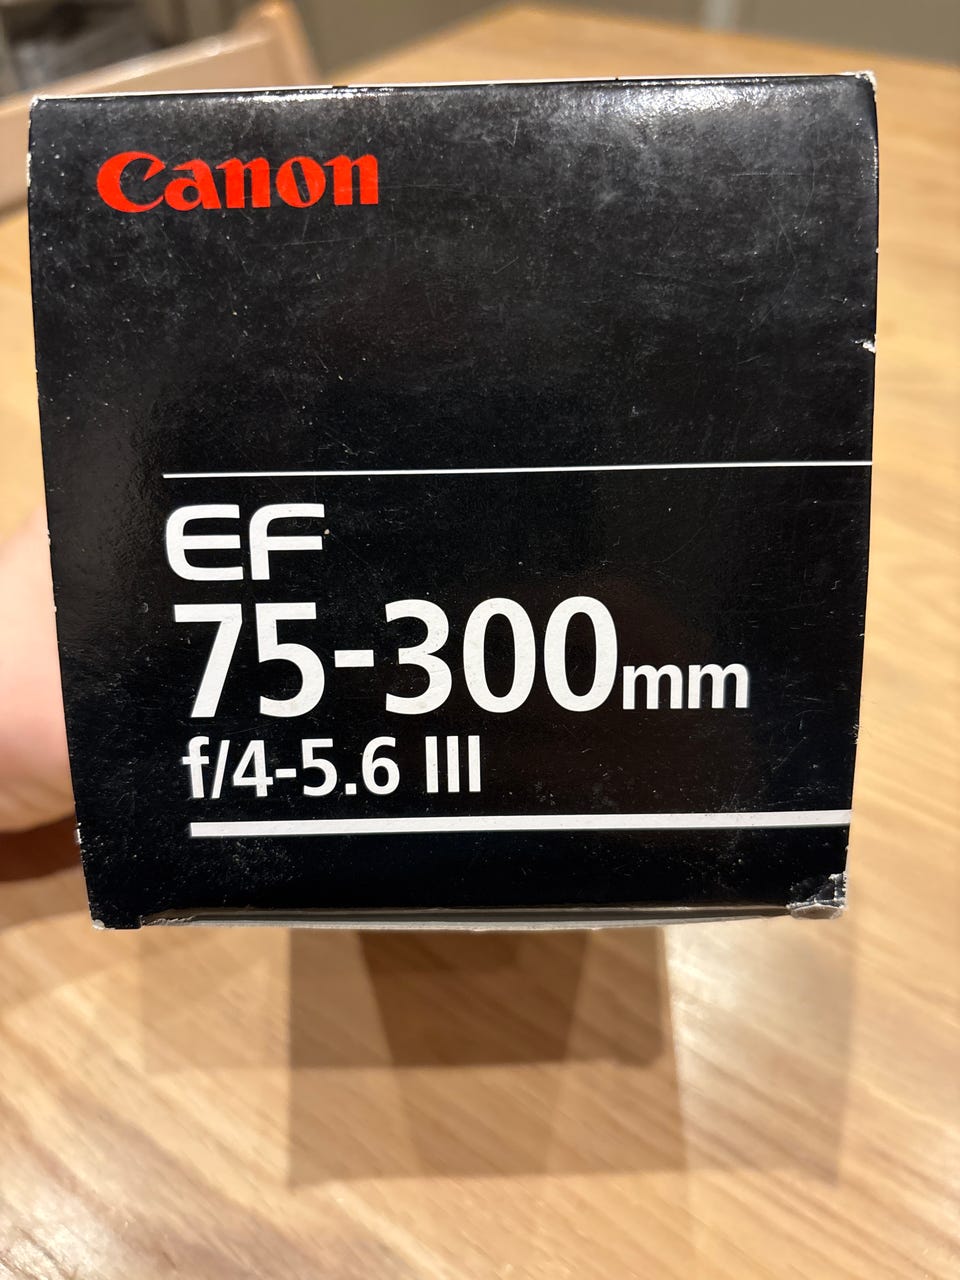 Canon
EF
75-300mm
f/4-5.6 III